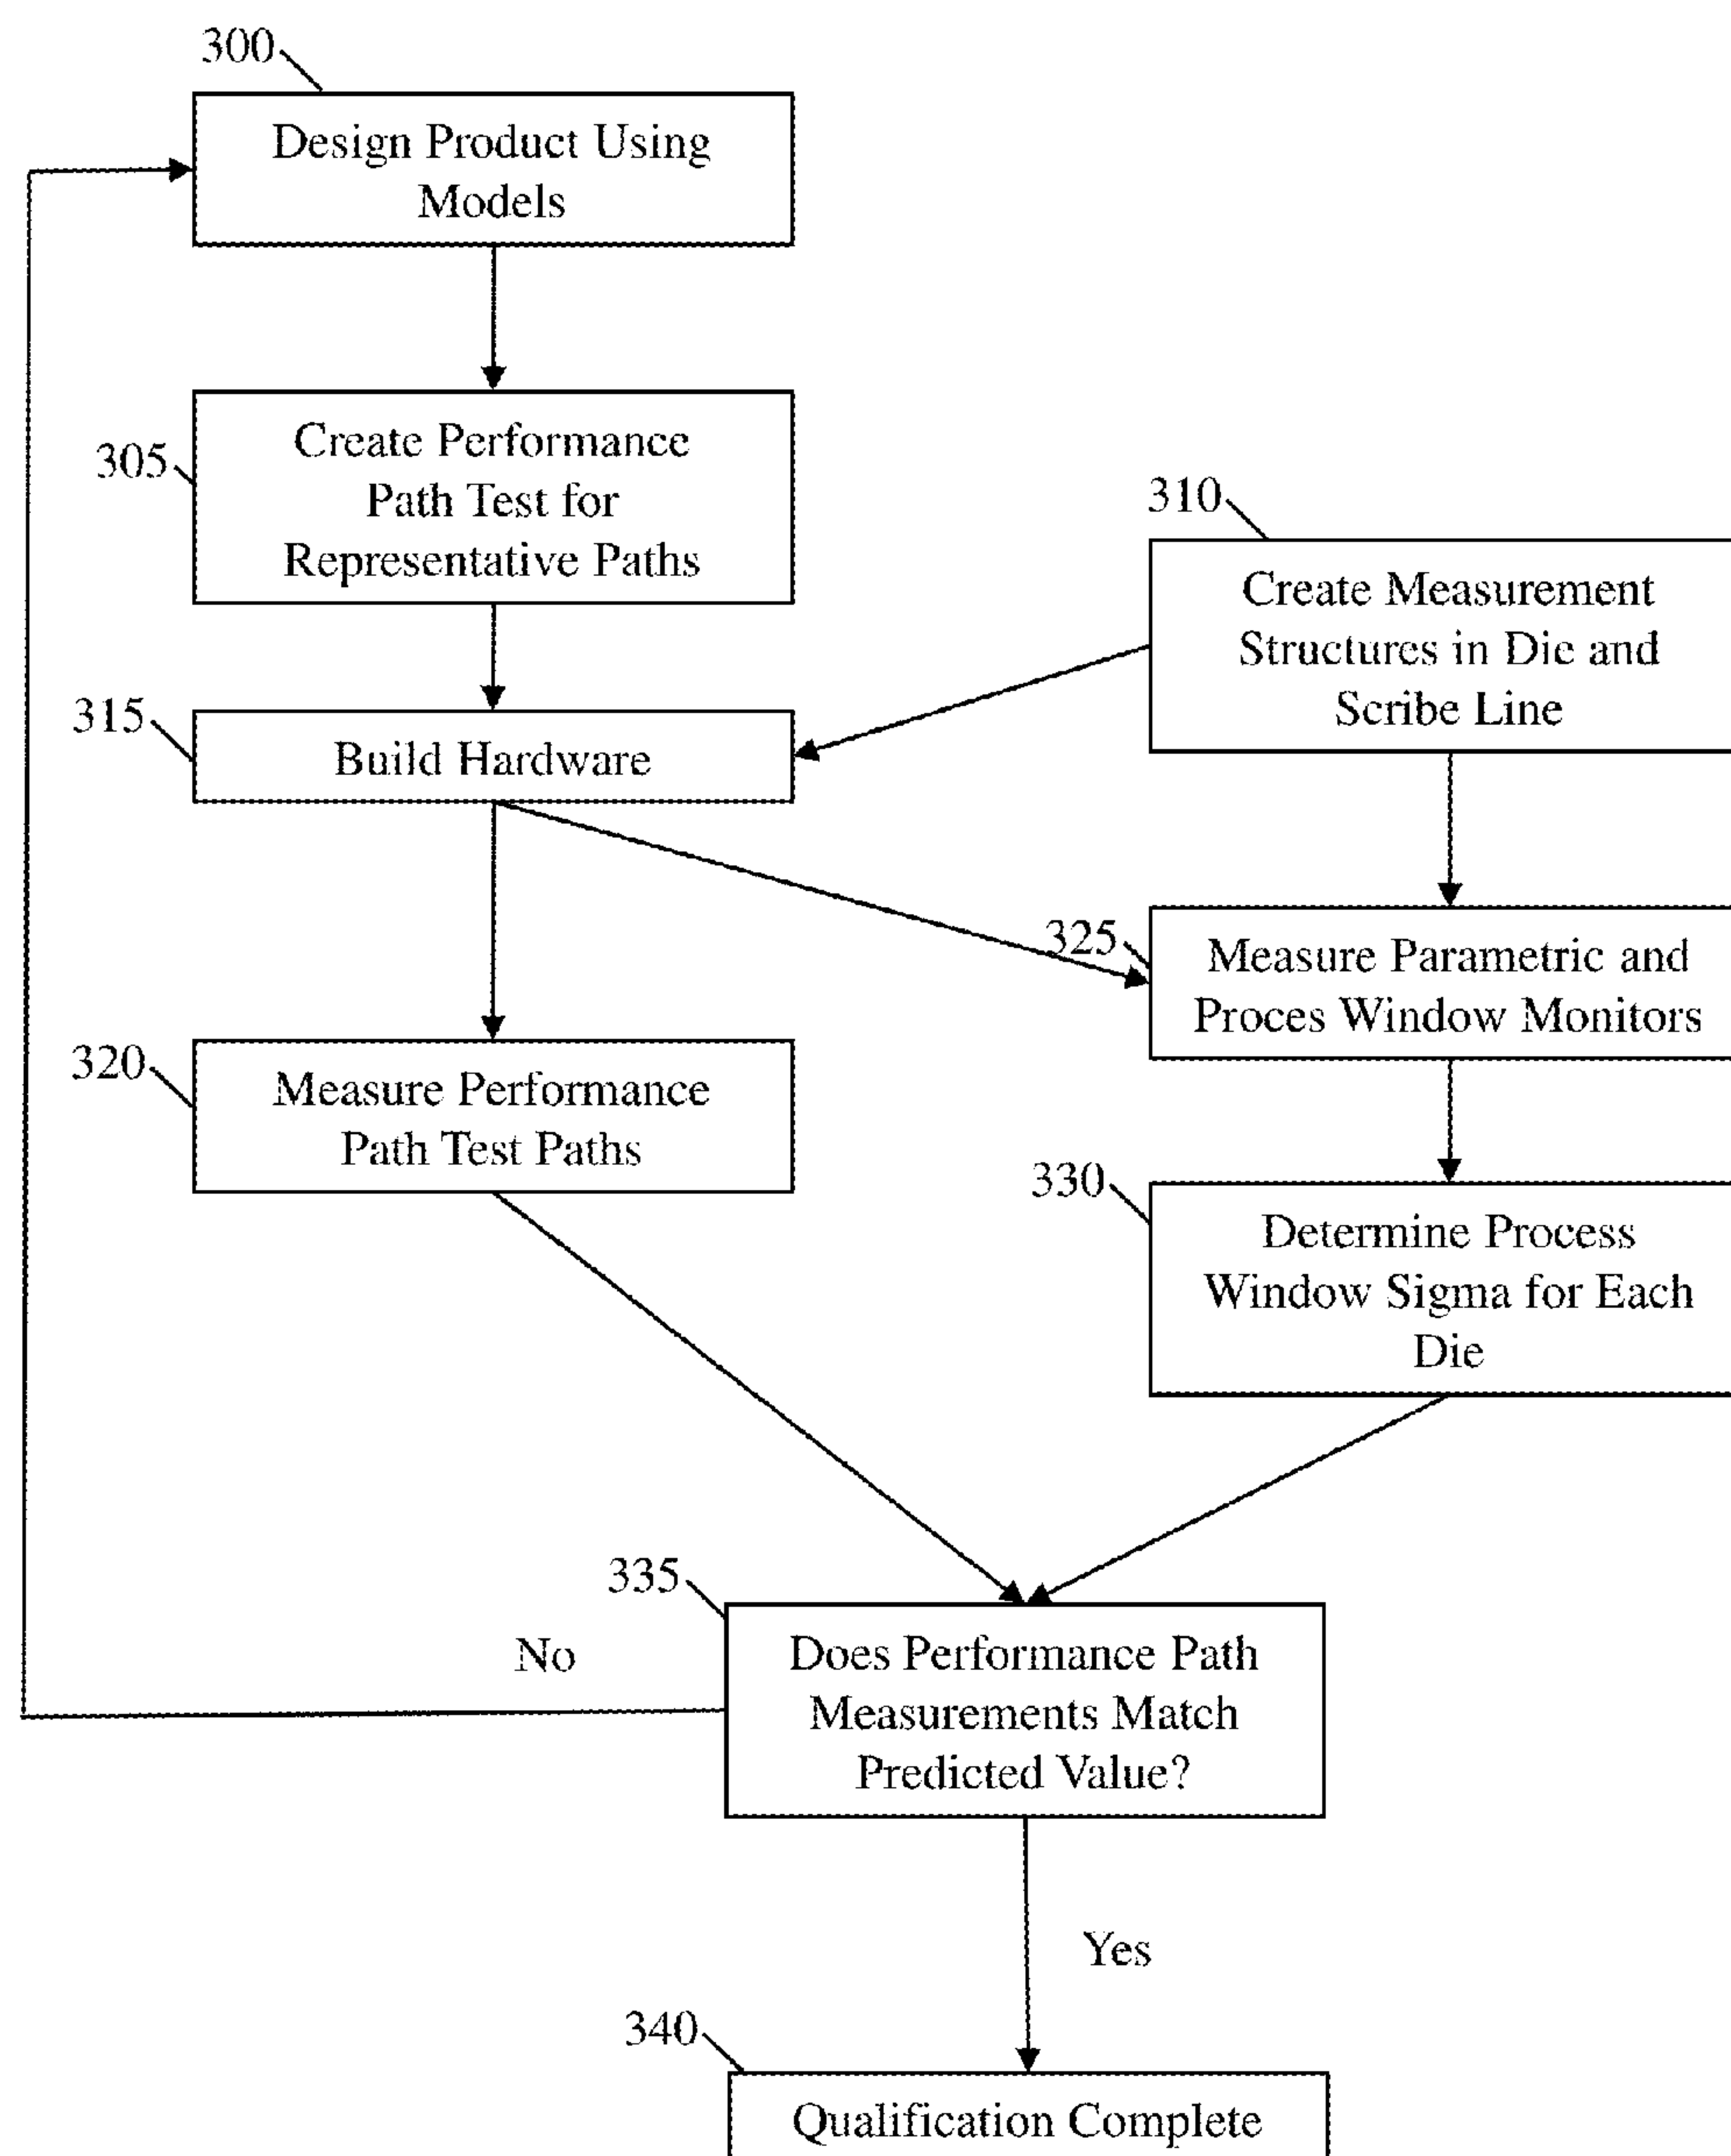 300
Design Product Using
Models
305
Create Performance
Path Test for
Representative Paths
310
Create Measurement
Structures in Die and
Scribe Line
315
Build Hardware
325
Measure Parametric and
Proces Window Monitors
320
Measure Performance
Path Test Paths
330
Determine Process
Window Sigma for Each
Die
335
Does Performance Path
Measurements Match
Predicted Value?
No
Yes
340
Qualification Complete